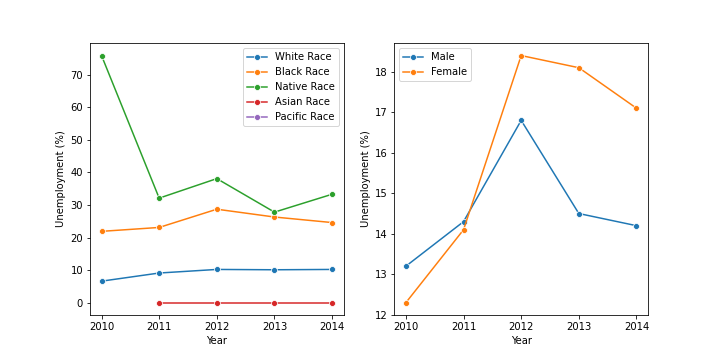 White Race
Black Race
Native Race
Asian Race
Pacific Race
Unemployment (%)
70
60
50
40
30
20
10
0
2010 2011 2012 2013 2014
Year
Male
Female
Unemployment (%)
18
17
16
15
14
13
12
2010 2011 2012 2013 2014
Year